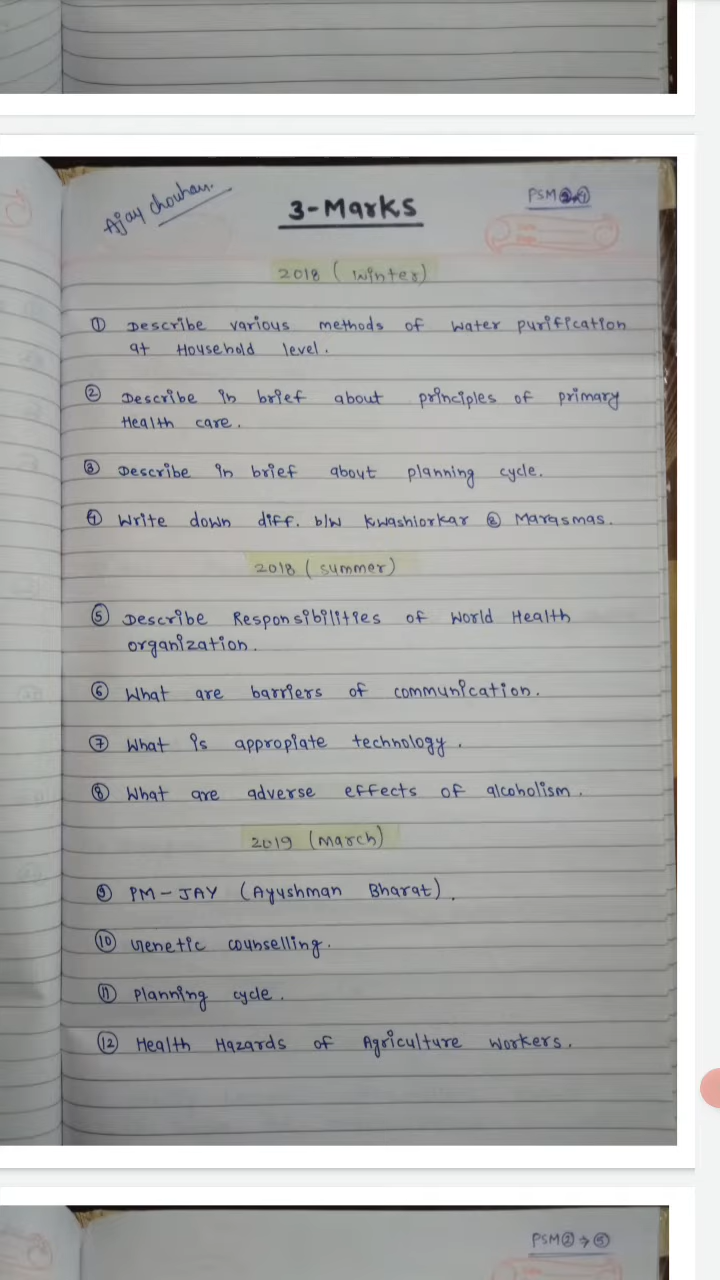 Ajay Chouhan.
3-Marks
PSM
2018 (Winter)
① Describe various methods of water purification
at Household level.
② Describe in brief about principles of primary
Health care.
③ Describe in brief about planning cycle.
④ Write down diff. b/w Kwashiorkar & Marasmas.
2018 (summer)
⑤ Describe Responsibilities of World Health
organization.
⑥ What are barriers of communication.
⑦ What is appropiate technology.
⑧ What are adverse effects of alcoholism.
2019 (March)
⑨ PM-JAY (Ayushman Bharat).
⑩ Genetic counselling.
⑪ Planning cycle.
⑫ Health Hazards of Agriculture workers.
PSM② → ⑤